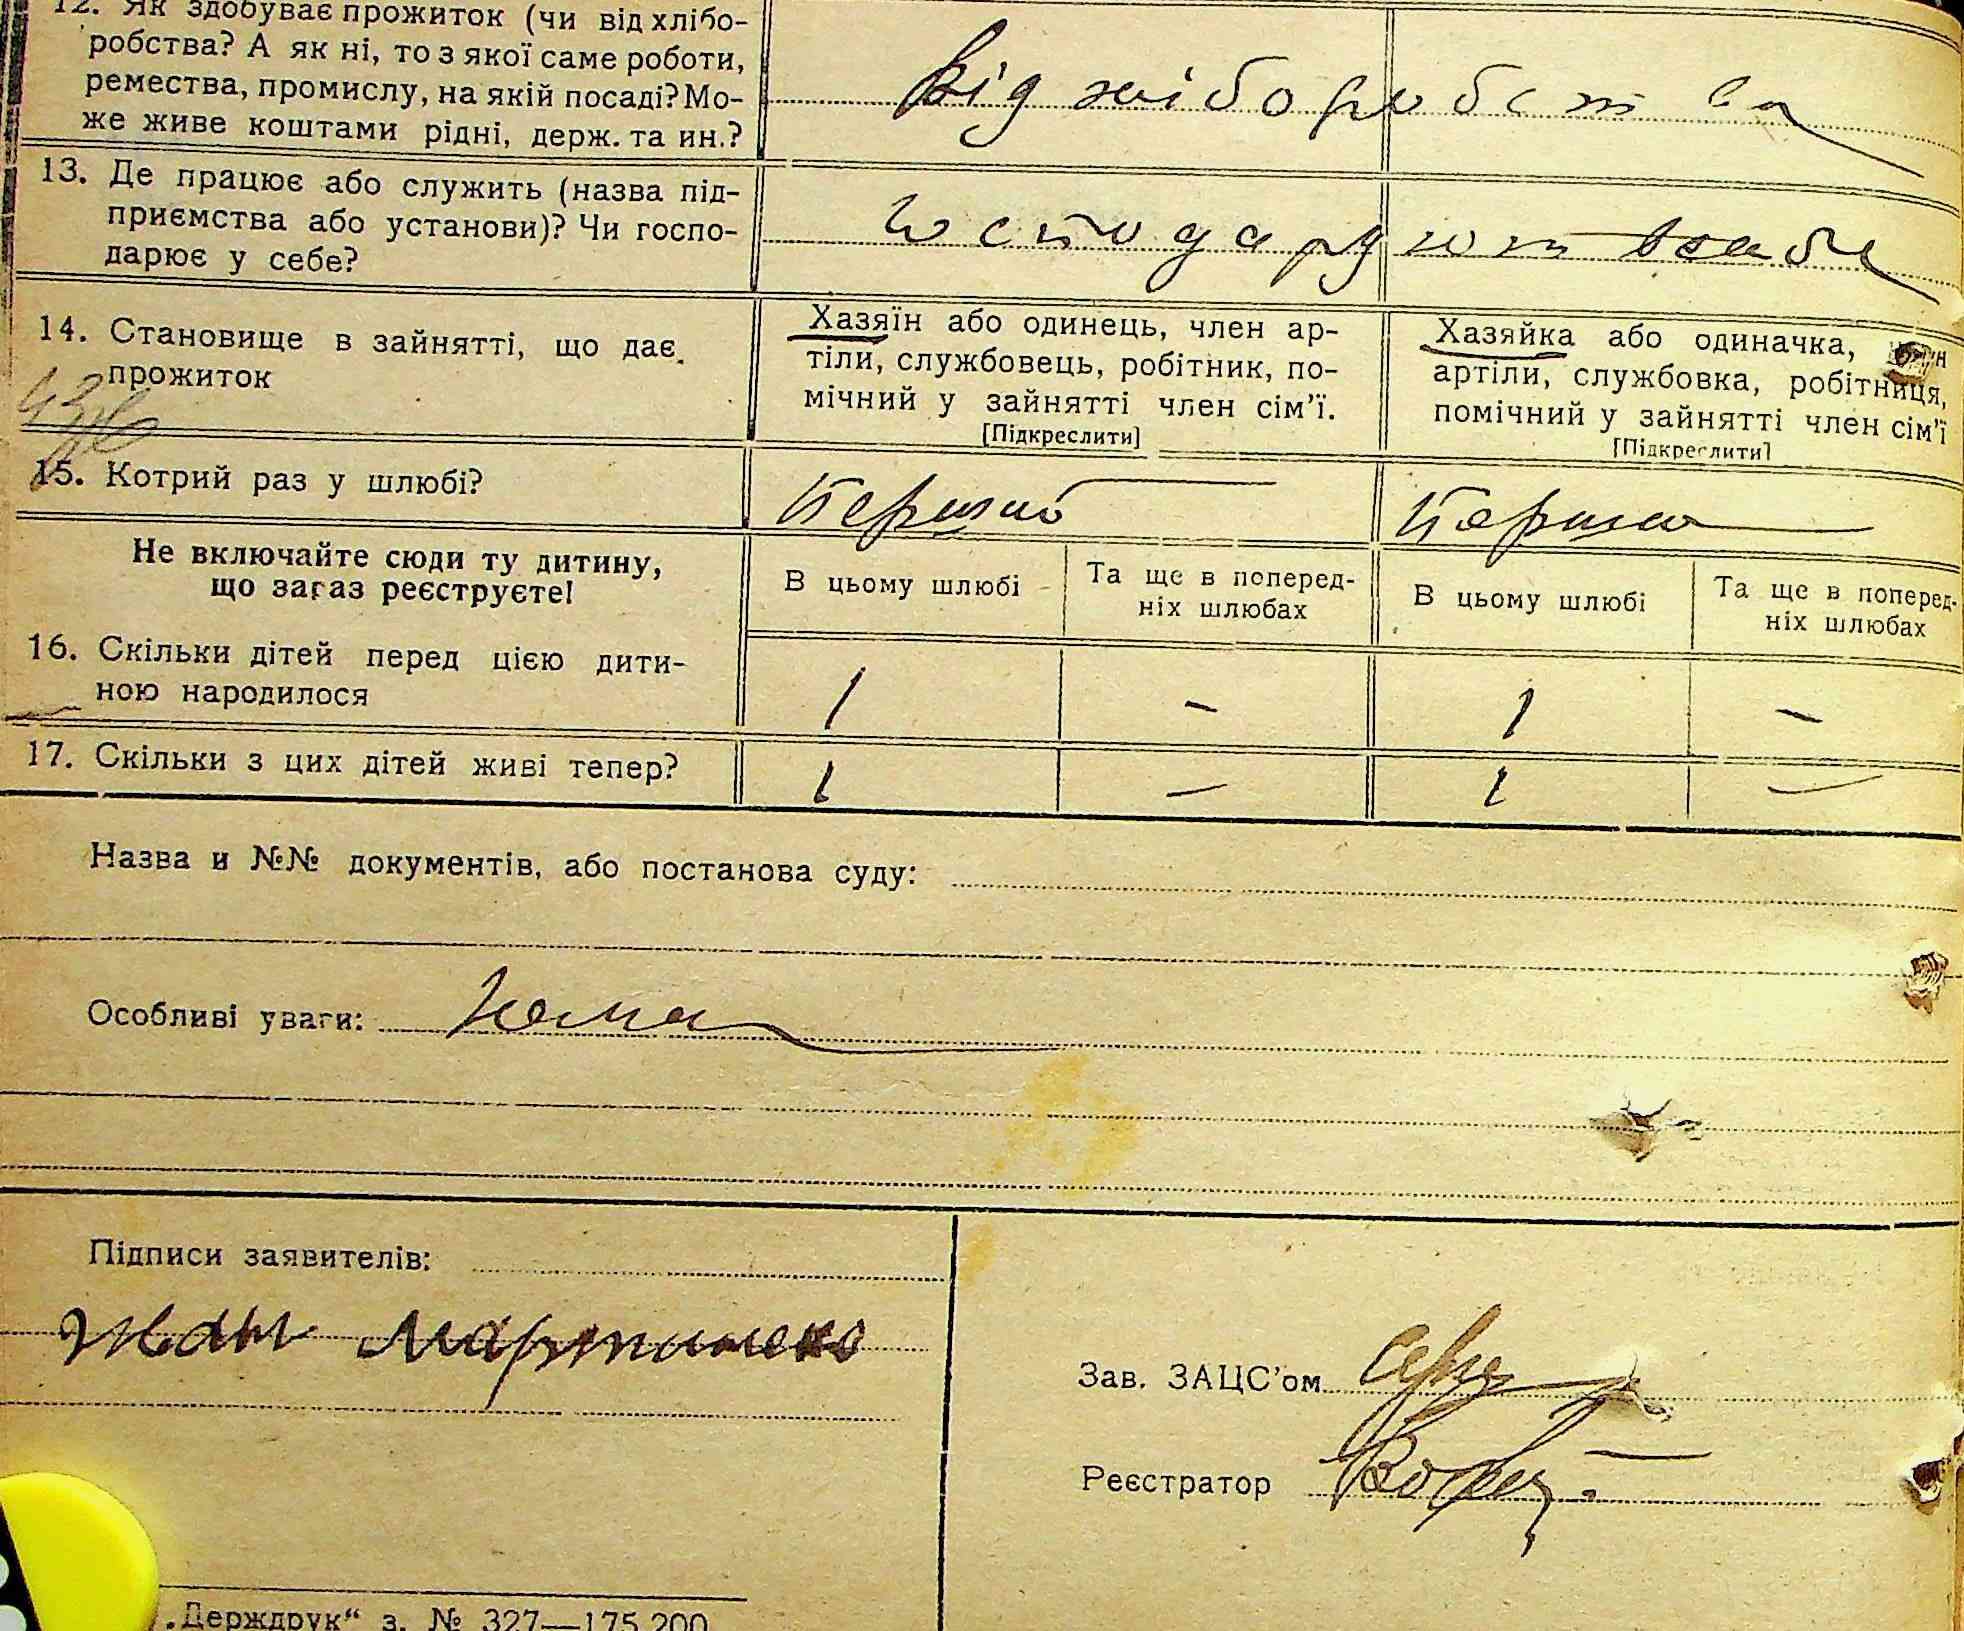 12. Як здобуває прожиток (чи від хлібо-
робства? А як ні, то з якої саме роботи,
ремества, промислу, на якій посаді? Мо-
же живе коштами рідні, держ. та ин.?
від хліборобства
13. Де працює або служить (назва під-
приємства або установи)? Чи госпо-
дарює у себе?
господарюють в себе
14. Становище в зайнятті, що дає
прожиток
Хазяїн або одинець, член ар-
тіли, службовець, робітник, по-
мічний у зайнятті член сім'ї.
[Підкреслити]
Хазяйка або одиначка,
артіли, службовка, робітниця,
помічний у зайнятті член сім'ї
[Підкреслити]
15. Котрий раз у шлюбі?
Перший
Перша
Не включайте сюди ту дитину,
що зараз реєструєте!
В цьому шлюбі
Та ще в поперед-
ніх шлюбах
В цьому шлюбі
Та ще в поперед-
ніх шлюбах
16. Скільки дітей перед цією дити-
ною народилося
1 - 1 -
17. Скільки з цих дітей живі тепер?
1 - 1 -
Назва и №№ документів, або постанова суду:
Особливі уваги: Нема
Підписи заявителів:
Зав. ЗАЦС'ом
Реєстратор
„Держдрук“ з. № 327—175.200